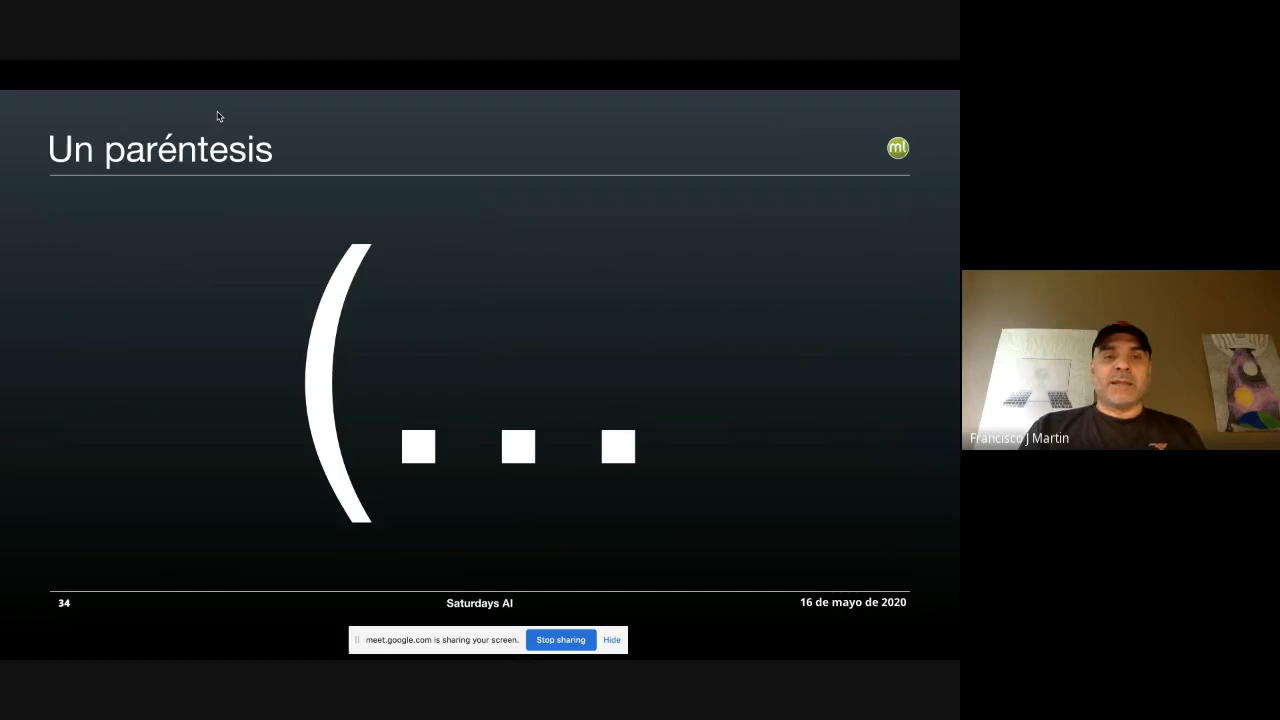 Un paréntesis
ml
(...
34
Saturdays AI
16 de mayo de 2020
meet.google.com is sharing your screen.
Stop sharing
Hide
Francisco J Martin